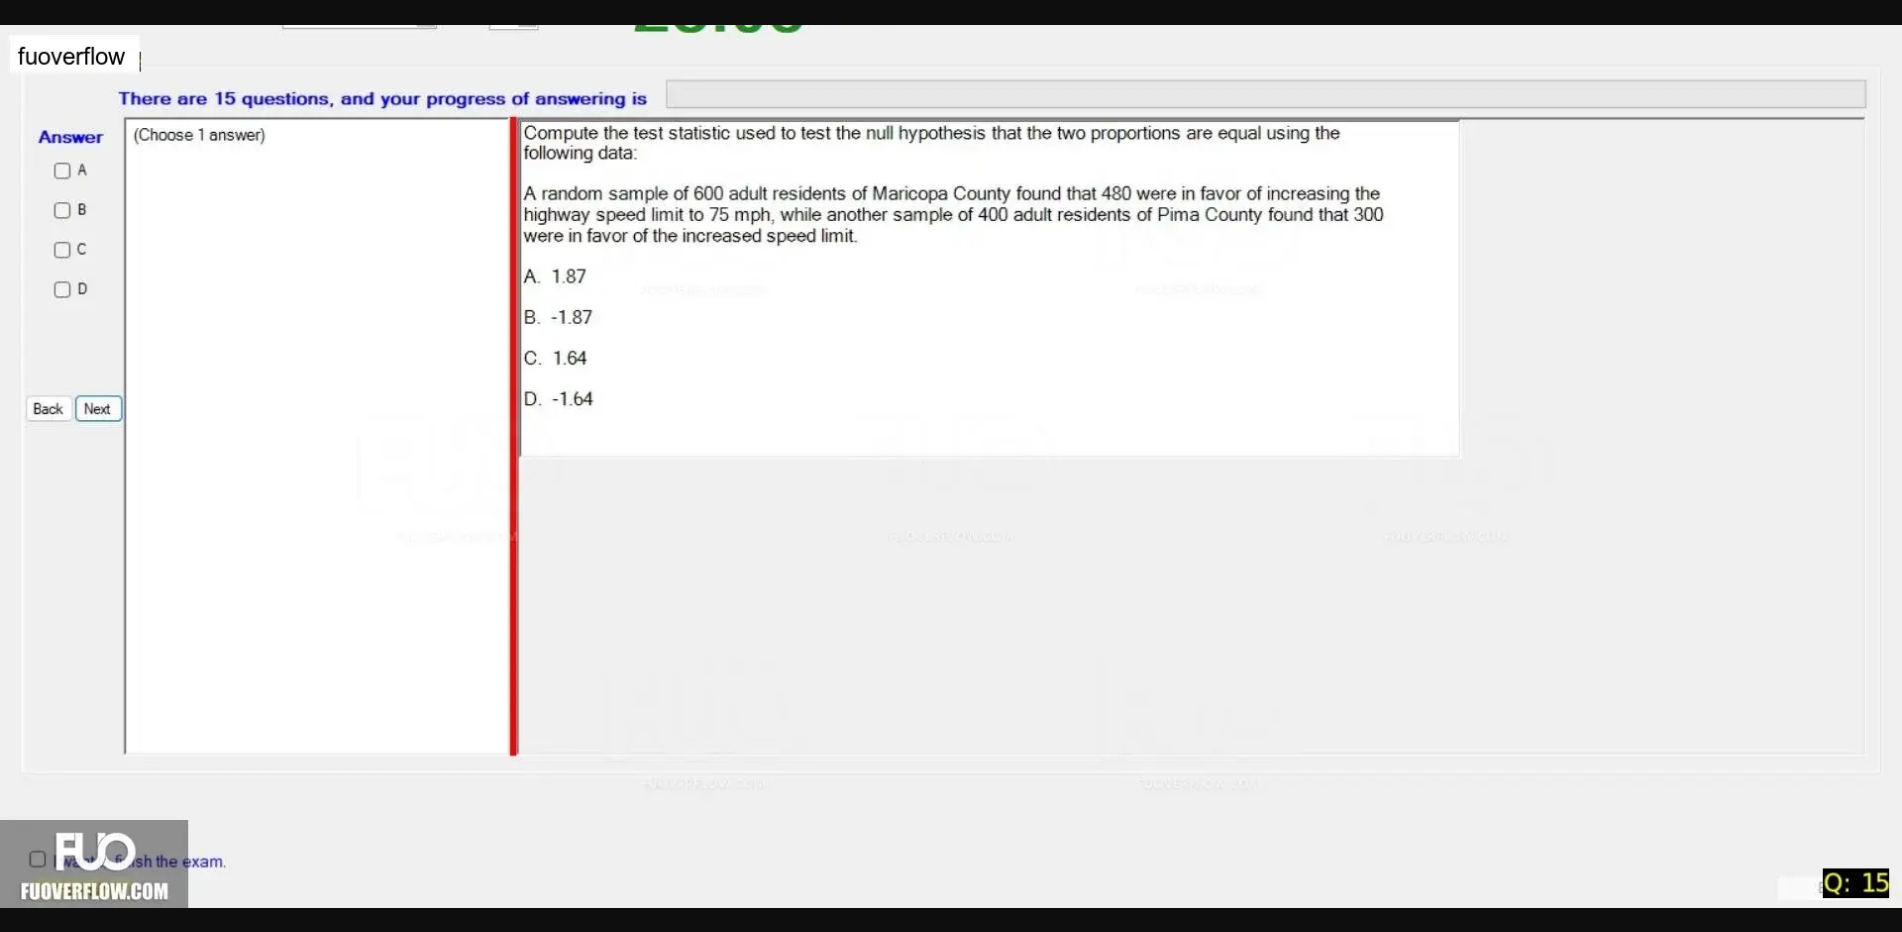 fuoverflow
There are 15 questions, and your progress of answering is
Answer
(Choose 1 answer)
A
B
C
D
Back
Next
Compute the test statistic used to test the null hypothesis that the two proportions are equal using the
following data:
A random sample of 600 adult residents of Maricopa County found that 480 were in favor of increasing the
highway speed limit to 75 mph, while another sample of 400 adult residents of Pima County found that 300
were in favor of the increased speed limit.
A. 1.87
B. -1.87
C. 1.64
D. -1.64
FUO
the exam.
FUOVERFLOW.COM
Q: 15